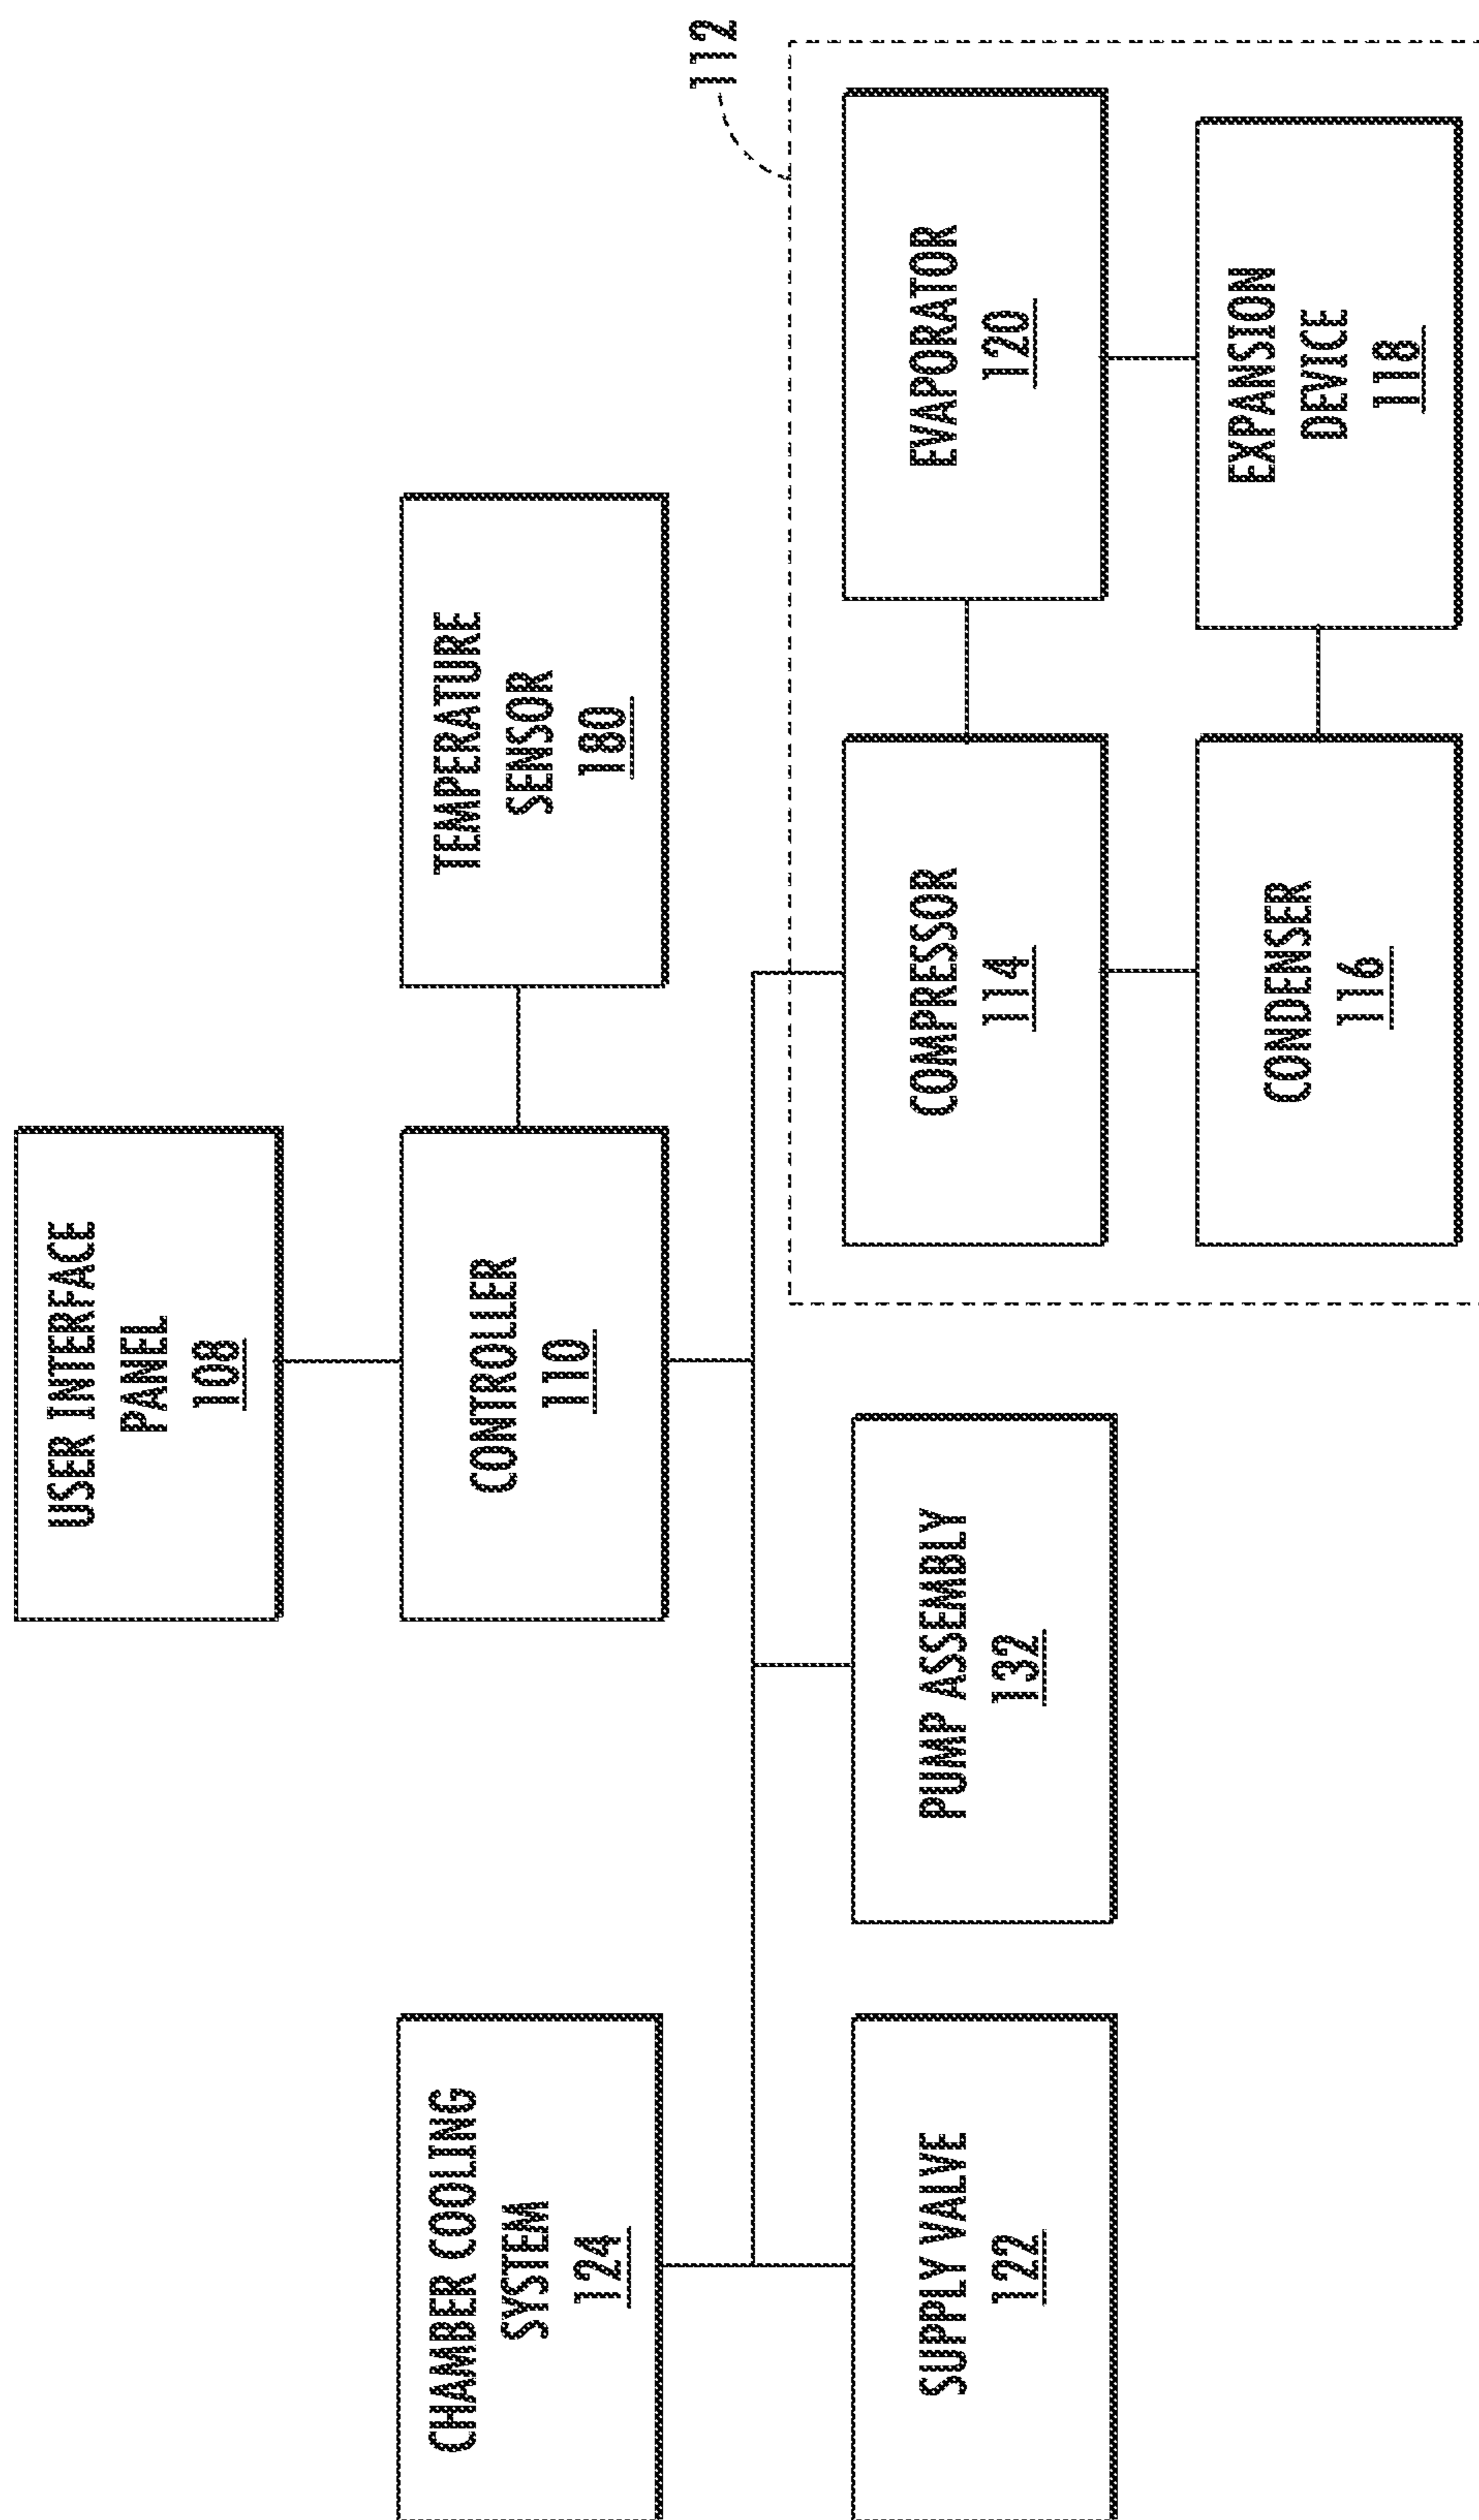 USER INTERFACE
PANEL
108
CHAMBER COOLING
SYSTEM
124
CONTROLLER
110
TEMPERATURE
SENSOR
180
112
SUPPLY VALVE
122
PUMP ASSEMBLY
132
COMPRESSOR
114
EVAPORATOR
120
CONDENSER
116
EXPANSION
DEVICE
118